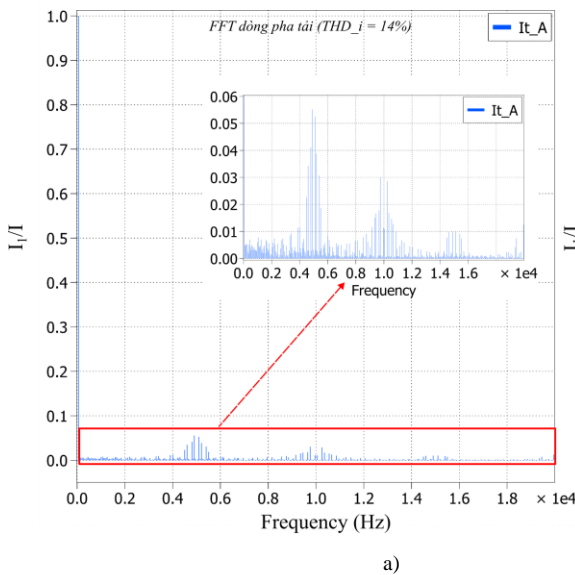 FFT dòng pha tải (THD_i = 14%)
It_A
1.0
0.9
0.8
0.7
0.6
0.5
0.4
0.3
0.2
0.1
0.0
I₁/I
0.06
0.05
0.04
0.03
0.02
0.01
0.00
It_A
0.0 0.2 0.4 0.6 0.8 1.0 1.2 1.4 1.6 1.8 × 1e4
Frequency
0.0 0.2 0.4 0.6 0.8 1.0 1.2 1.4 1.6 1.8 × 1e4
Frequency (Hz)
a)